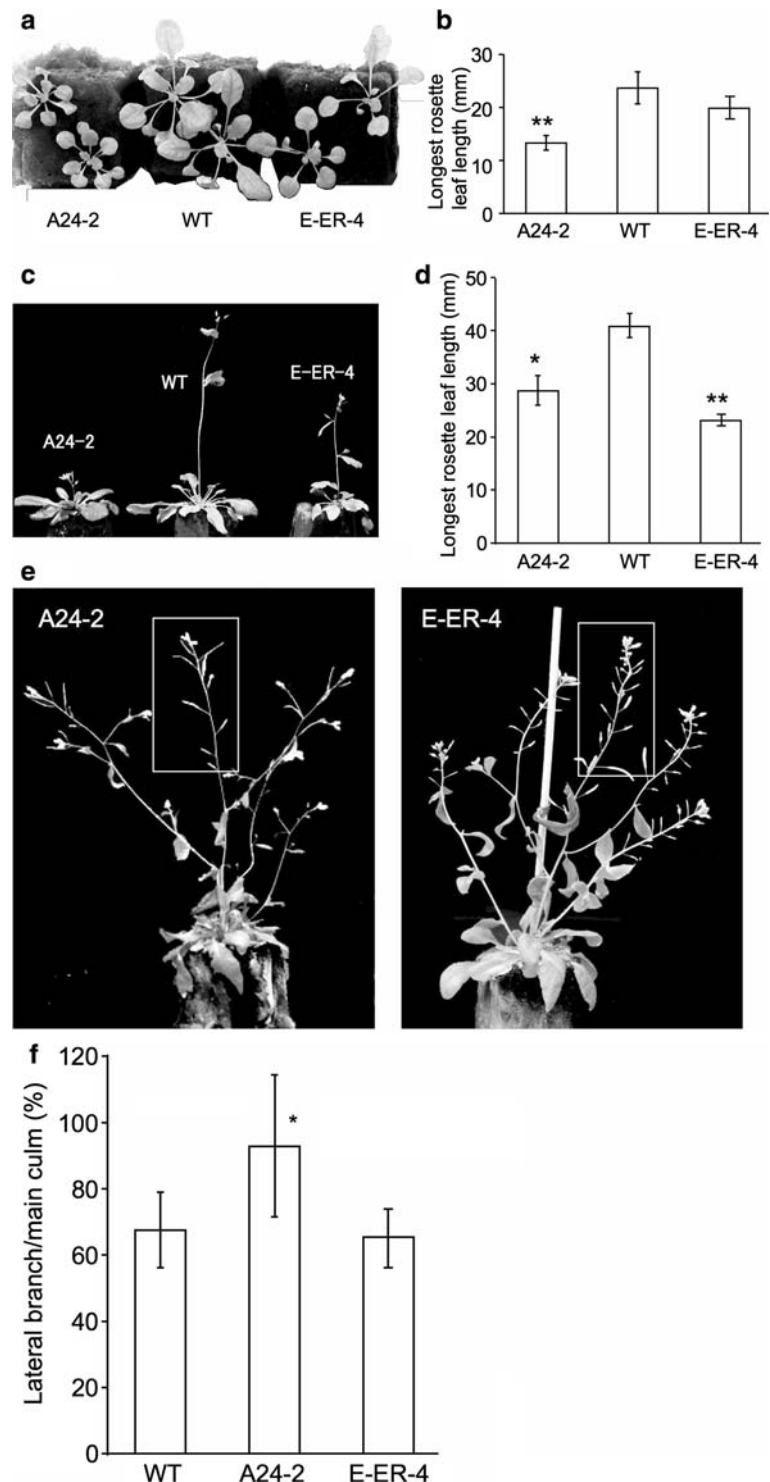 a
A24-2 WT E-ER-4
b
Longest rosette
leaf length (mm)
30
20
10
0
**
A24-2 WT E-ER-4
c
A24-2
WT
E-ER-4
d
Longest rosette leaf length (mm)
50
40
30
20
10
0
*
**
A24-2 WT E-ER-4
e
A24-2
E-ER-4
f
Lateral branch/main culm (%)
120
100
80
60
40
20
0
*
WT A24-2 E-ER-4